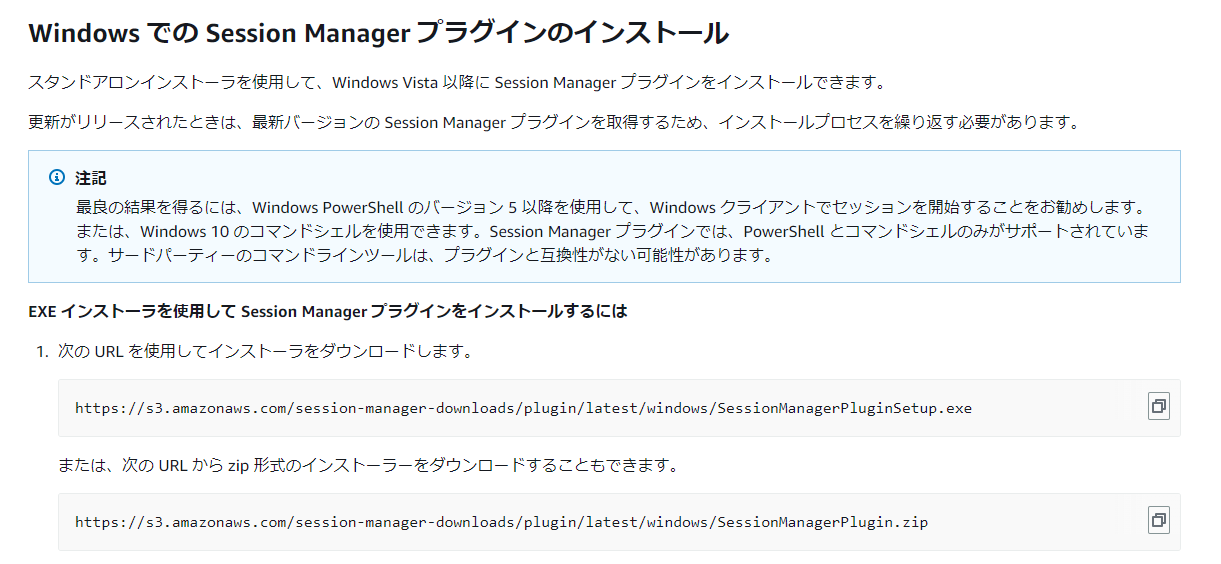 Windows での Session Manager プラグインのインストール
スタンドアロンインストーラを使用して、Windows Vista 以降に Session Manager プラグインをインストールできます。
更新がリリースされたときは、最新バージョンの Session Manager プラグインを取得するため、インストールプロセスを繰り返す必要があります。
注記
最良の結果を得るには、Windows PowerShell のバージョン 5 以降を使用して、Windows クライアントでセッションを開始することをお勧めします。
または、Windows 10 のコマンドシェルを使用できます。Session Manager プラグインでは、PowerShell とコマンドシェルのみがサポートされていま
す。サードパーティーのコマンドラインツールは、プラグインと互換性がない可能性があります。
EXE インストーラを使用して Session Manager プラグインをインストールするには
1. 次の URL を使用してインストーラをダウンロードします。
https://s3.amazonaws.com/session-manager-downloads/plugin/latest/windows/SessionManagerPluginSetup.exe
または、次の URL から zip 形式のインストーラーをダウンロードすることもできます。
https://s3.amazonaws.com/session-manager-downloads/plugin/latest/windows/SessionManagerPlugin.zip